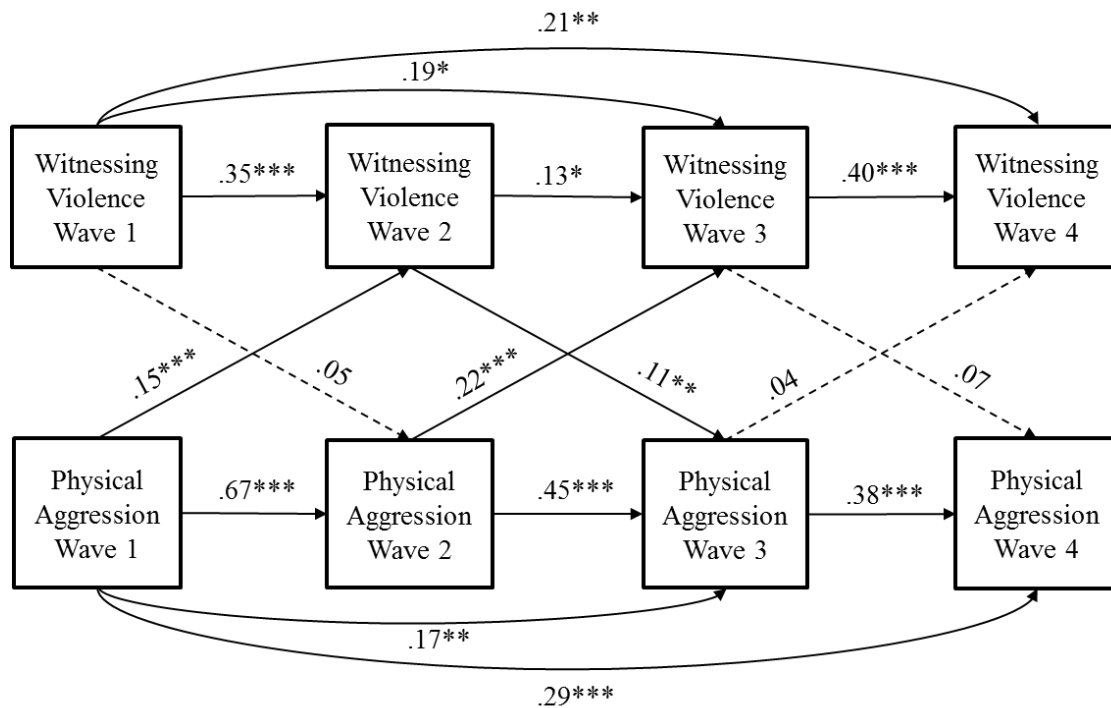 .21**
.19*
Witnessing
Violence
Wave 1
.35***
Witnessing
Violence
Wave 2
.13*
Witnessing
Violence
Wave 3
.40***
Witnessing
Violence
Wave 4
.15***
.05
.22***
.11**
.04
.07
Physical
Aggression
Wave 1
.67***
Physical
Aggression
Wave 2
.45***
Physical
Aggression
Wave 3
.38***
Physical
Aggression
Wave 4
.17**
.29***